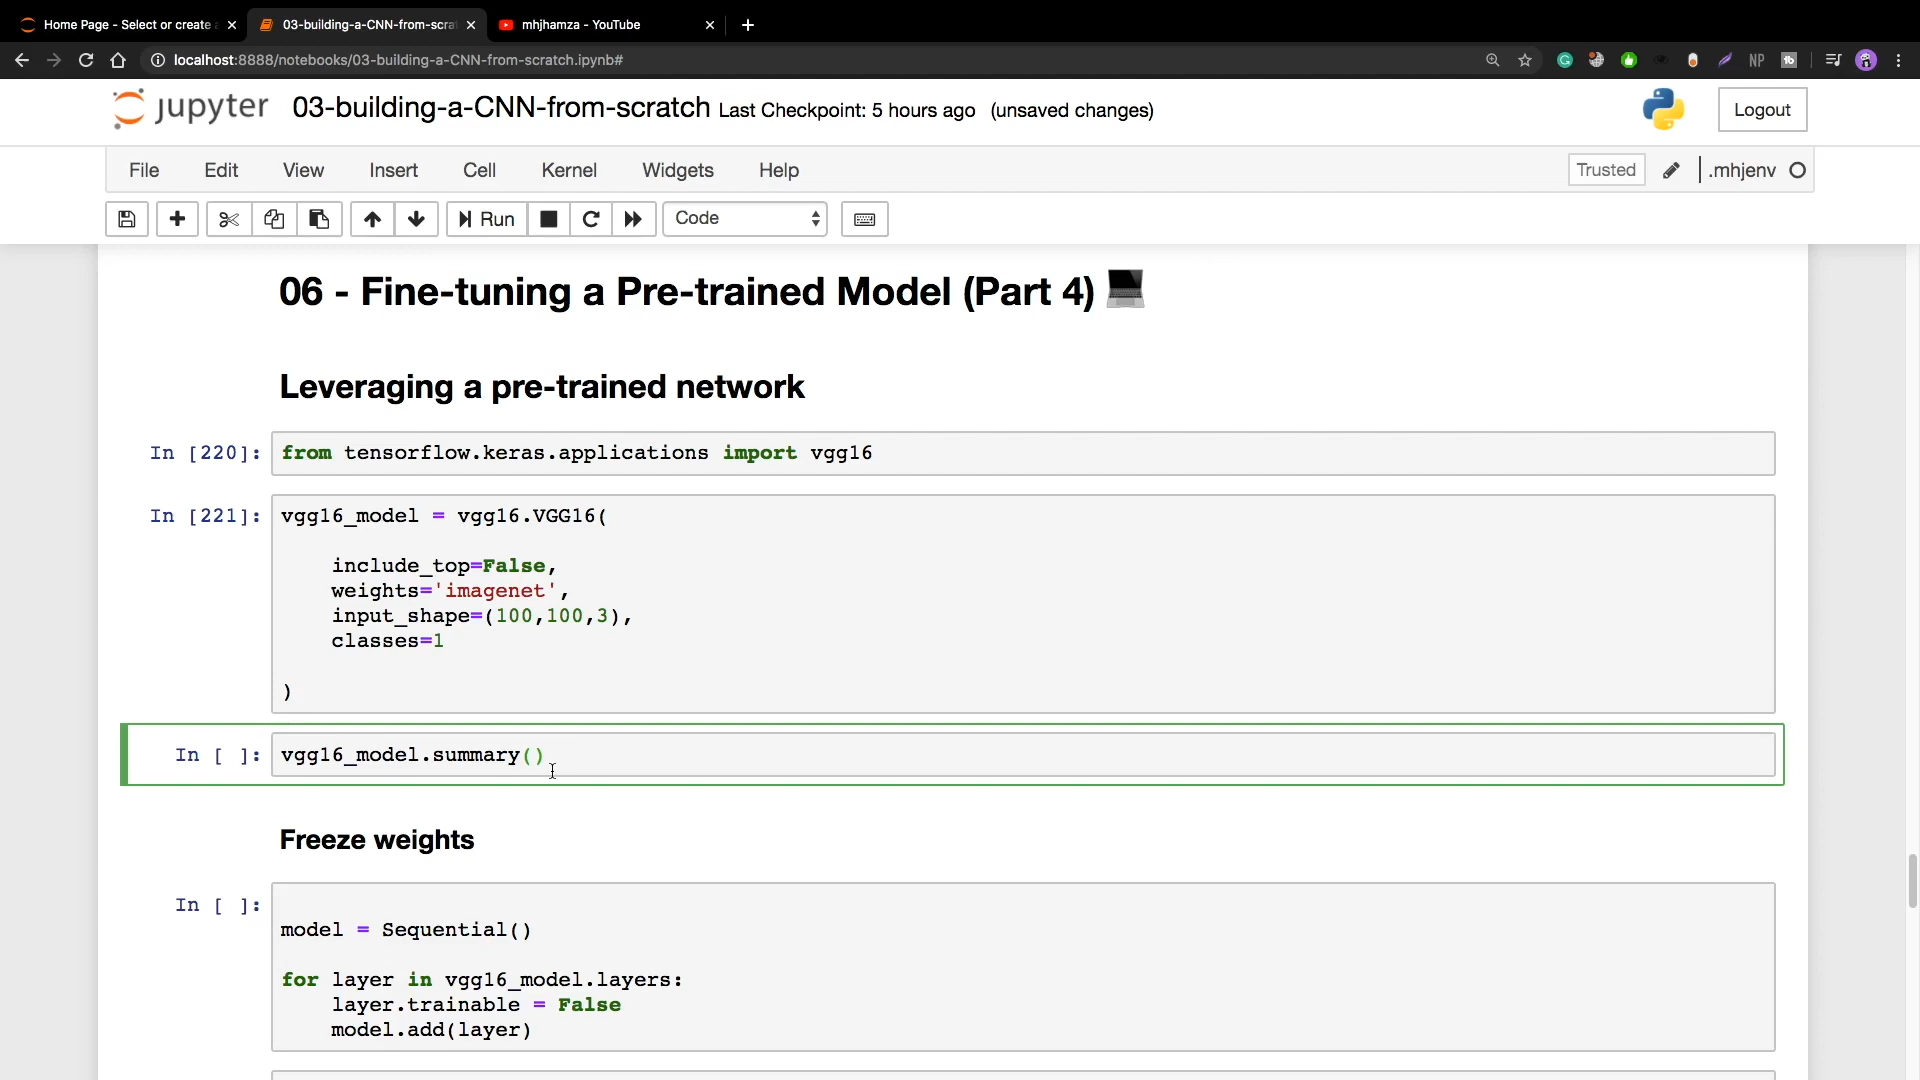 Home Page - Select or create
03-building-a-CNN-from-scra
mhjhamza - YouTube
localhost:8888/notebooks/03-building-a-CNN-from-scratch.ipynb#
NP
tb
jupyter 03-building-a-CNN-from-scratch Last Checkpoint: 5 hours ago (unsaved changes)
Logout
File Edit View Insert Cell Kernel Widgets Help
Trusted
.mhjenv
Run
Code
06 - Fine-tuning a Pre-trained Model (Part 4) 💻
Leveraging a pre-trained network
In [220]: from tensorflow.keras.applications import vgg16
In [221]: vgg16_model = vgg16.VGG16(
include_top=False,
weights='imagenet',
input_shape=(100,100,3),
classes=1
)
In [ ]: vgg16_model.summary()
Freeze weights
In [ ]:
model = Sequential()
for layer in vgg16_model.layers:
layer.trainable = False
model.add(layer)